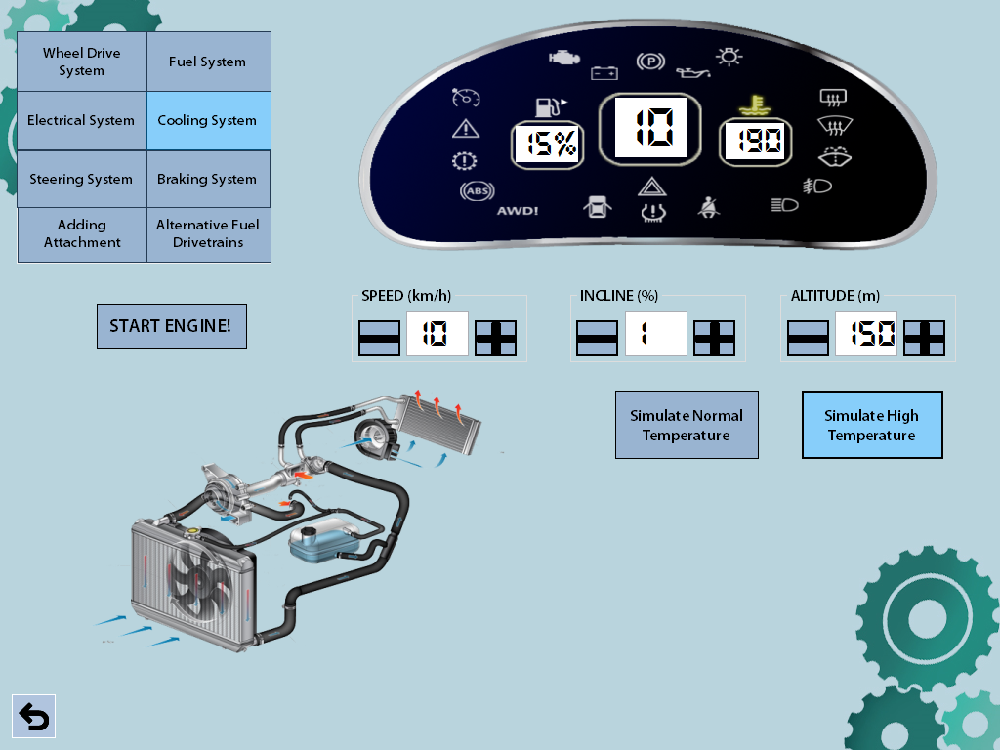 Wheel Drive
System
Fuel System
Electrical System
Cooling System
Steering System
Braking System
Adding
Attachment
Alternative Fuel
Drivetrains
P
15%
10
190
ABS
AWD!
START ENGINE!
SPEED (km/h)
10
INCLINE (%)
1
ALTITUDE (m)
150
Simulate Normal
Temperature
Simulate High
Temperature